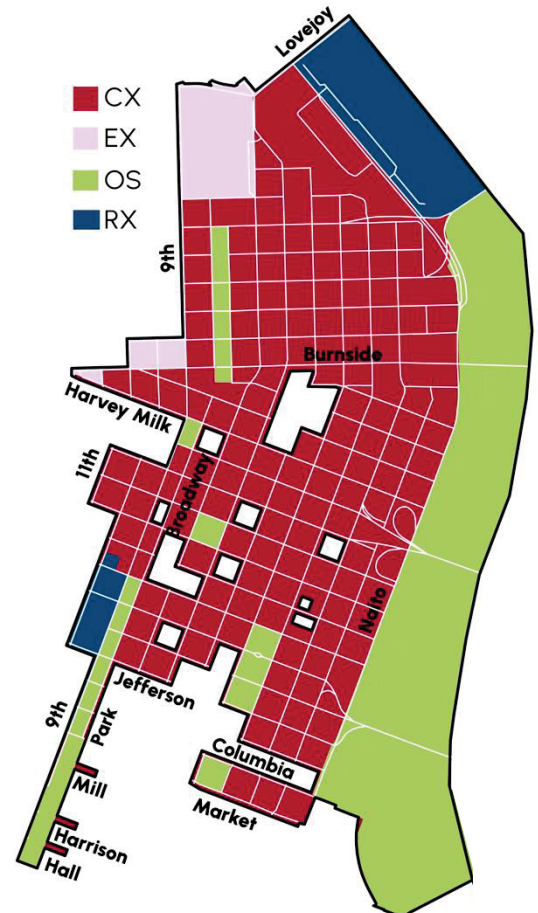 Lovejoy
CX
EX
OS
RX
9th
Burnside
Harvey Milk
11th
Broadway
Naito
Jefferson
9th
Park
Columbia
Mill
Market
Harrison
Hall